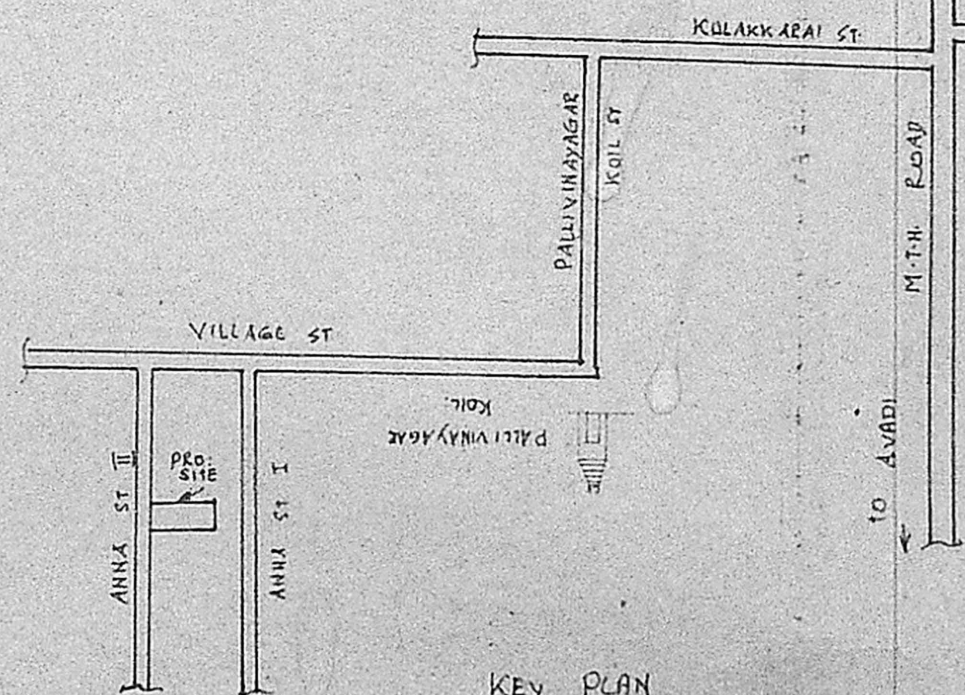 KULAKKARAI ST.
PALLIVINAYAGAR
KOIL ST
M.T.H. ROAD
VILLAGE ST
PALLIVINAYAGAR
KOIL.
TO AVADI
ANNA ST II
PRO.
SITE
ANNA ST I
KEY PLAN